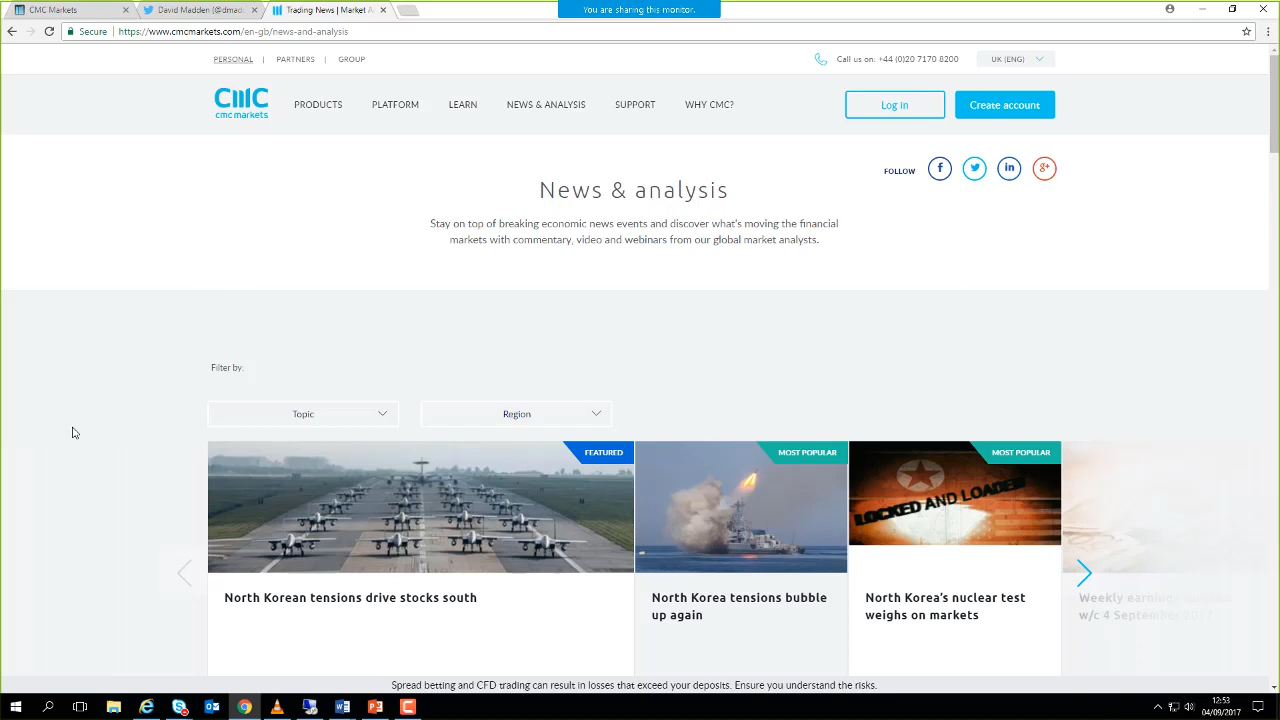 CMC Markets
David Madden (@dmad
Trading News | Market A
You are sharing this monitor.
Secure
https://www.cmcmarkets.com/en-gb/news-and-analysis
PERSONAL | PARTNERS | GROUP
Call us on: +44 (0)20 7170 8200
UK (ENG)
CMC
cmc markets
PRODUCTS
PLATFORM
LEARN
NEWS & ANALYSIS
SUPPORT
WHY CMC?
Log in
Create account
FOLLOW
f
in
g+
News & analysis
Stay on top of breaking economic news events and discover what's moving the financial
markets with commentary, video and webinars from our global market analysts.
Filter by:
Topic
Region
FEATURED
MOST POPULAR
MOST POPULAR
LOCKED AND LOADED
North Korean tensions drive stocks south
North Korea tensions bubble
up again
North Korea's nuclear test
weighs on markets
Weekly earnings
w/c 4 September 2017
Spread betting and CFD trading can result in losses that exceed your deposits. Ensure you understand the risks.
12:53
04/09/2017